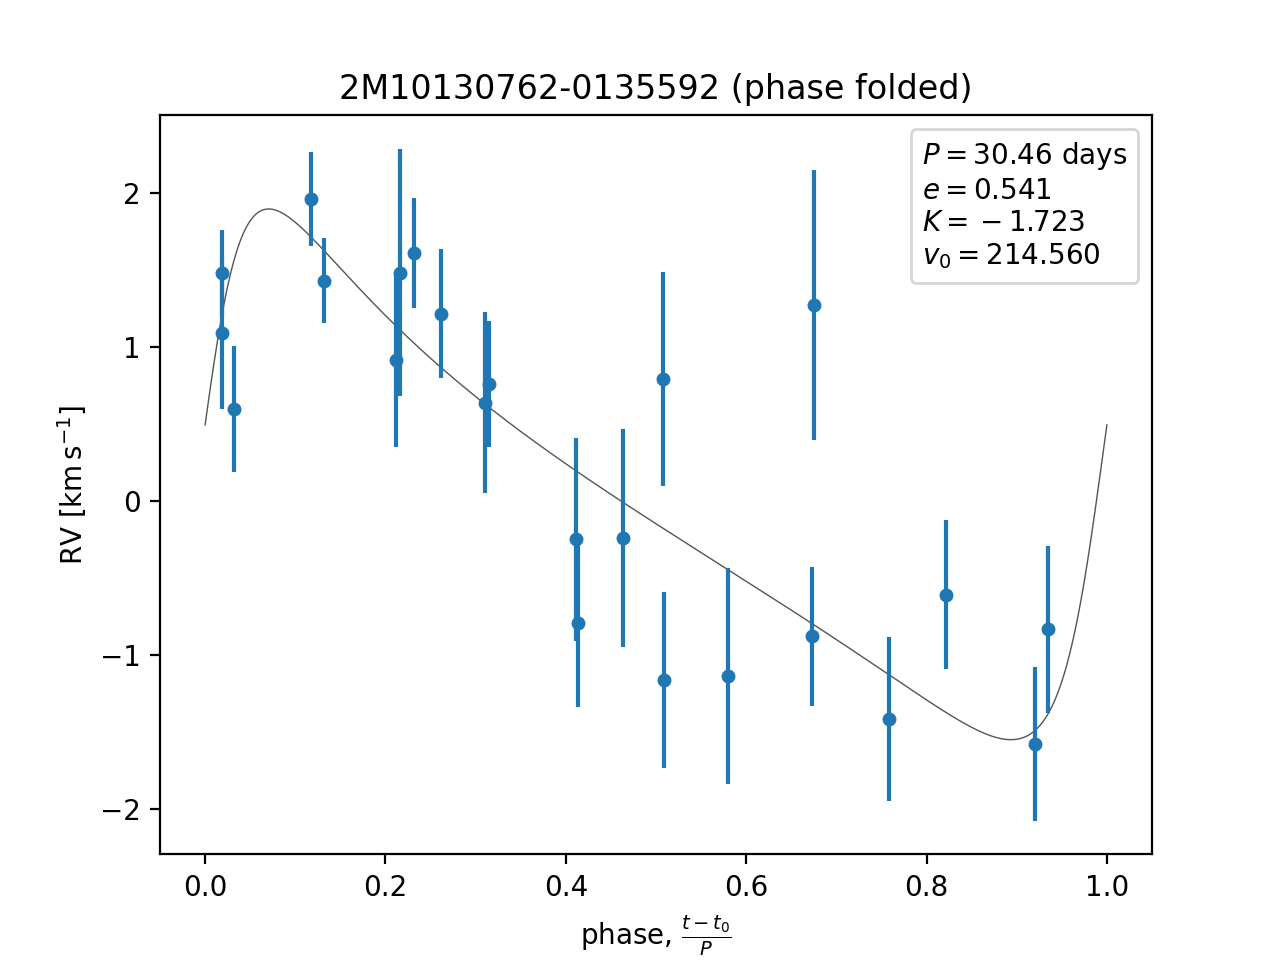 2M10130762-0135592 (phase folded)
P = 30.46 days
e = 0.541
K = −1.723
v₀ = 214.560
2
1
0
−1
−2
RV [km s⁻¹]
0.0 0.2 0.4 0.6 0.8 1.0
phase, (t − t₀)/P